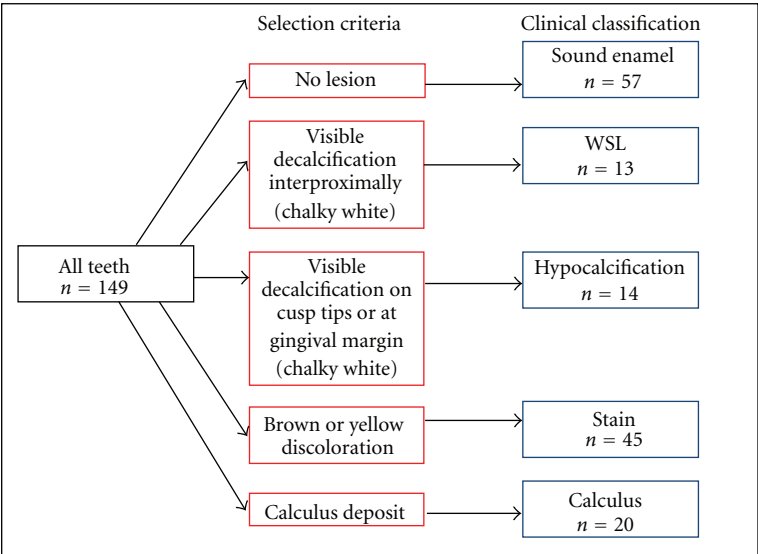 Selection criteria
Clinical classification
No lesion
Sound enamel
n = 57
Visible
decalcification
interproximally
(chalky white)
WSL
n = 13
All teeth
n = 149
Visible
decalcification on
cusp tips or at
gingival margin
(chalky white)
Hypocalcification
n = 14
Brown or yellow
discoloration
Stain
n = 45
Calculus deposit
Calculus
n = 20